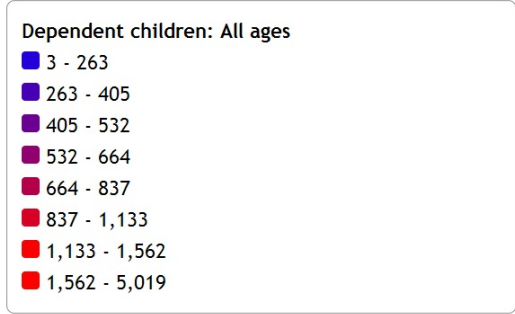 Dependent children: All ages
3 - 263
263 - 405
405 - 532
532 - 664
664 - 837
837 - 1,133
1,133 - 1,562
1,562 - 5,019